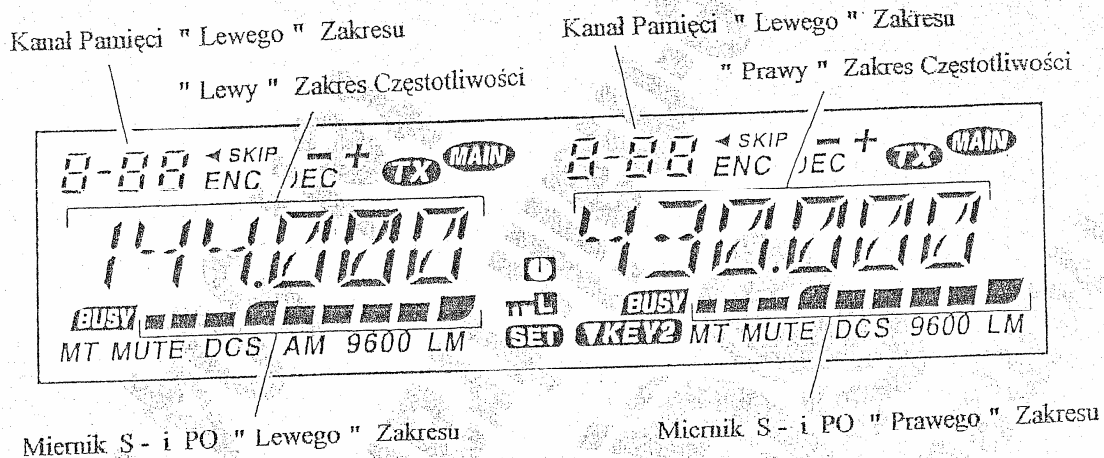 Kanał Pamięci " Lewego " Zakresu
Kanał Pamięci " Lewego " Zakresu
" Lewy " Zakres Częstotliwości
" Prawy " Zakres Częstotliwości
8-88 ◄ SKIP - + TX MAIN
ENC DEC
8-88 ◄ SKIP - + TX MAIN
ENC DEC
144.000
430.000
BUSY
BUSY
SET VKEY2
MT MUTE DCS AM 9600 LM
MT MUTE DCS 9600 LM
Miernik S - i PO " Lewego " Zakresu
Miernik S - i PO " Prawego " Zakresu